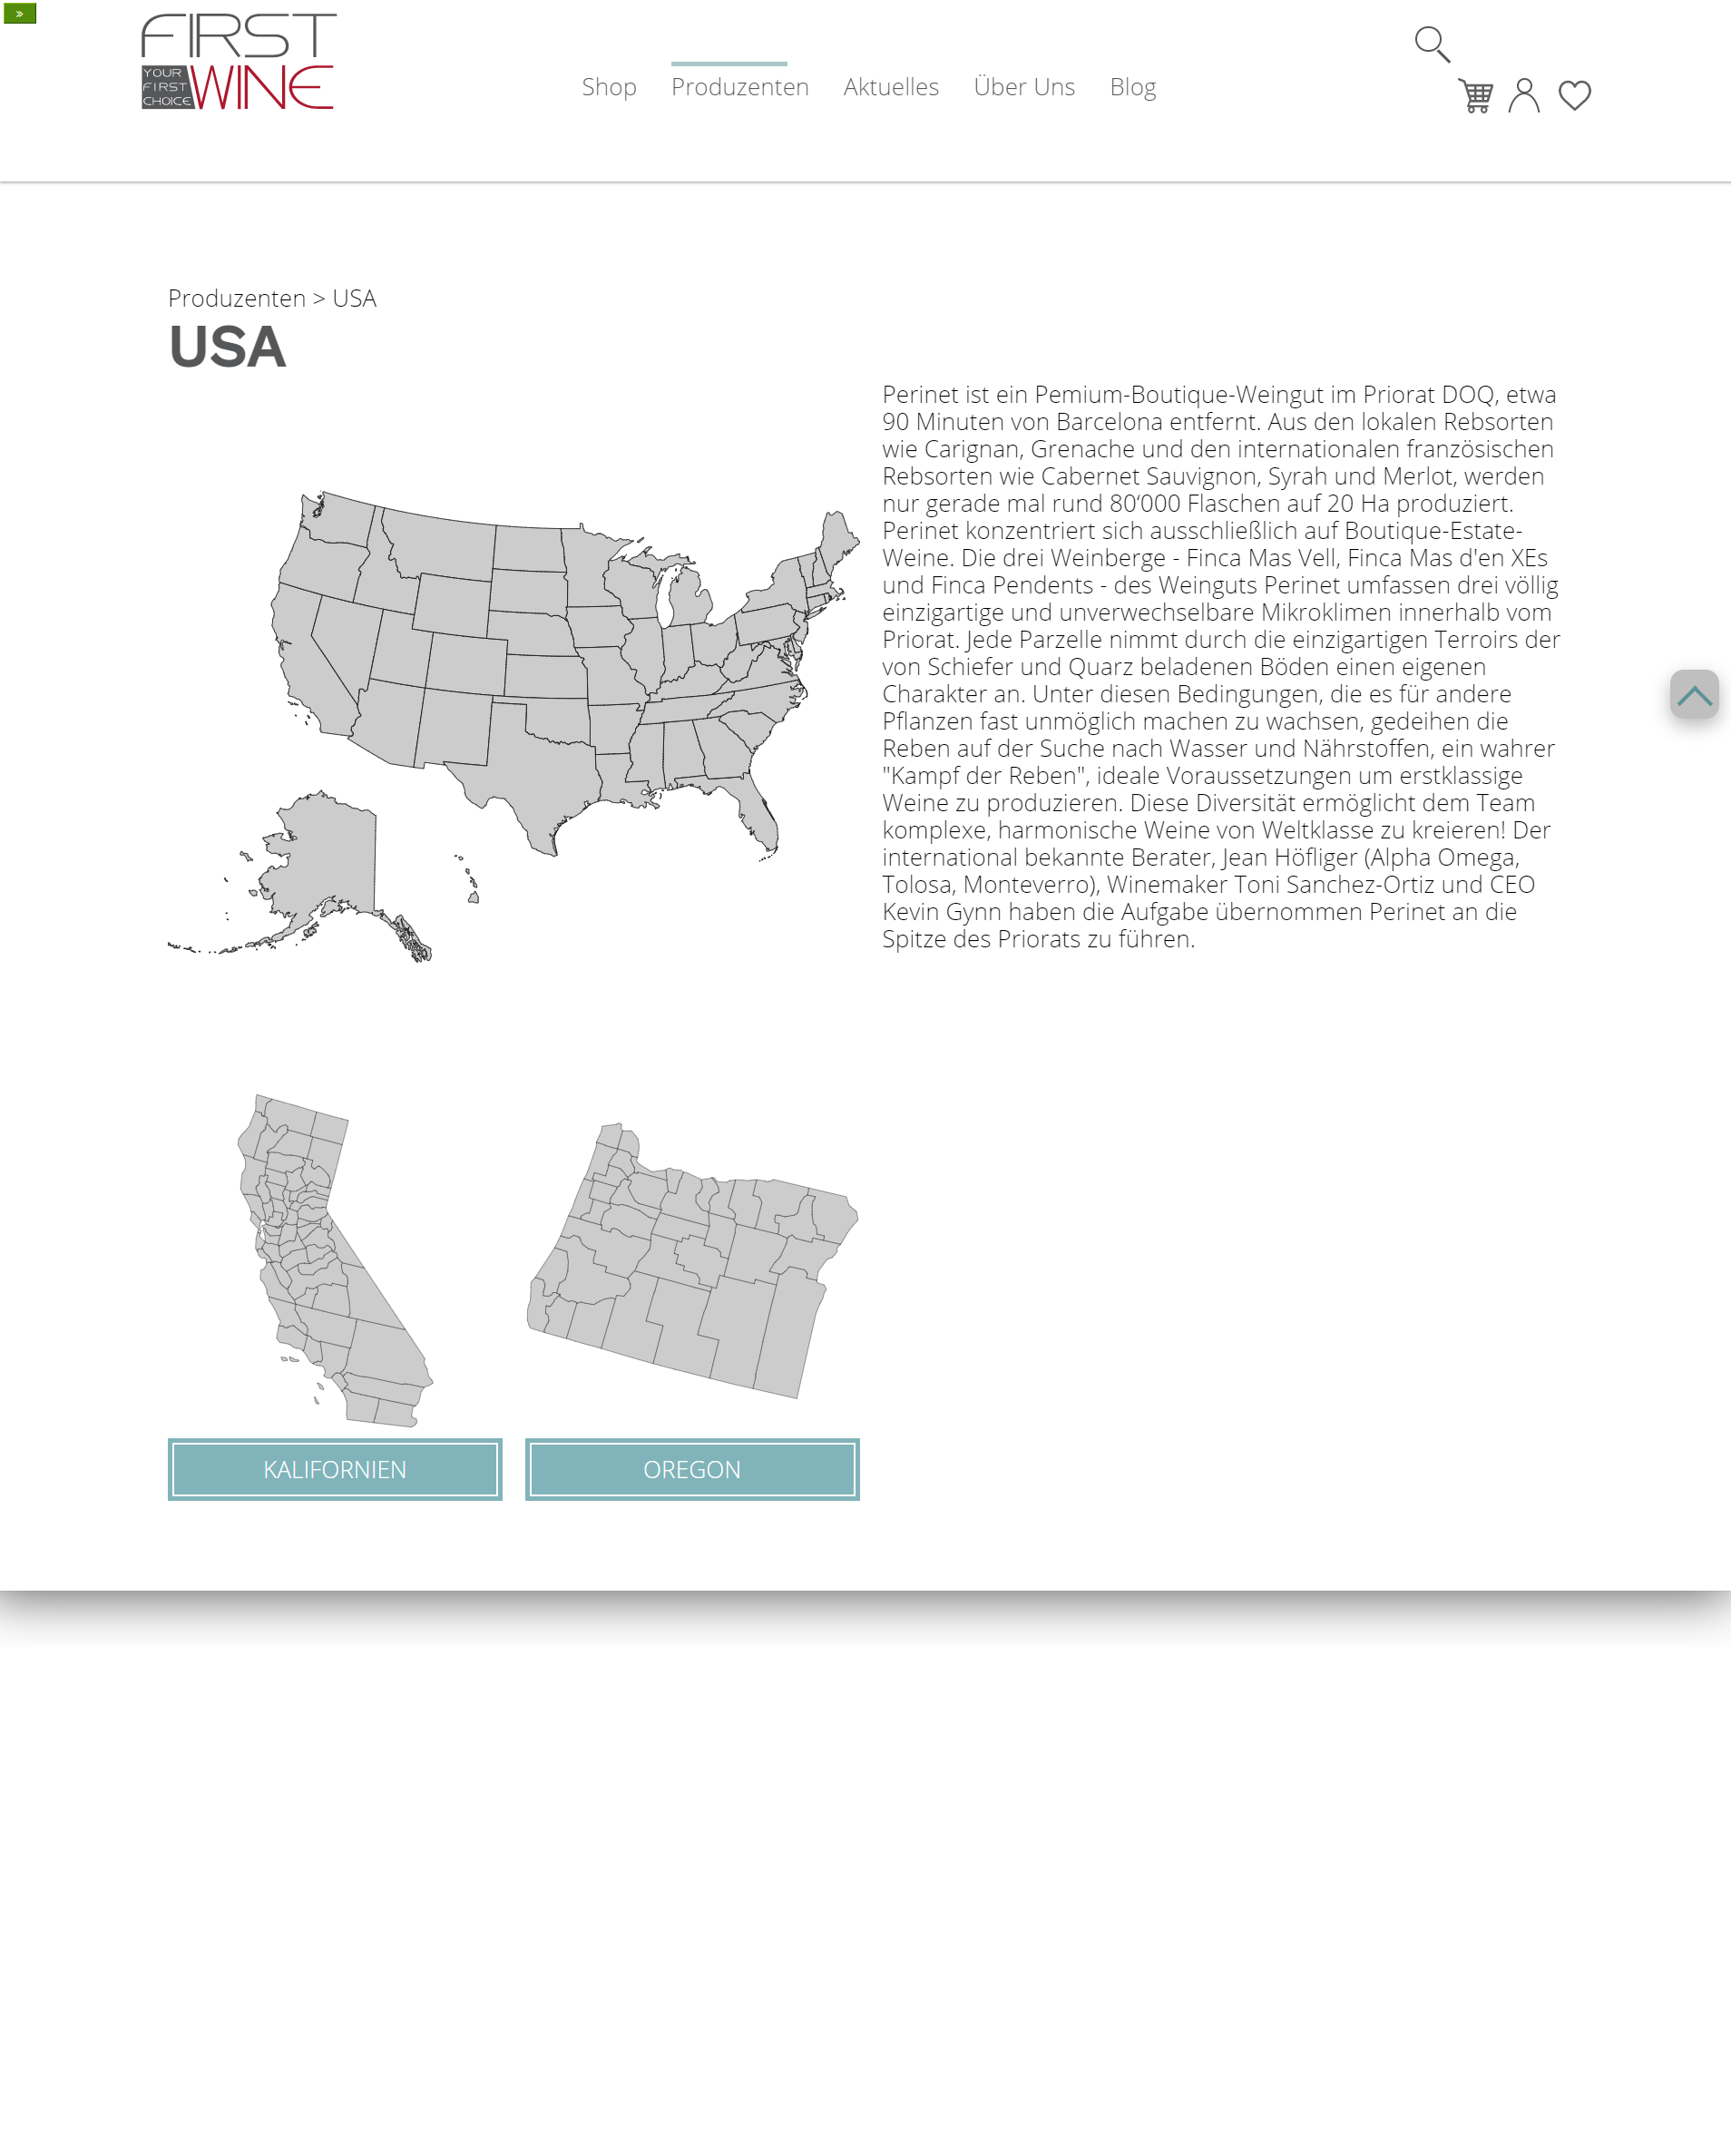 »
FIRST
YOUR
FIRST
CHOICE
WINE
Shop
Produzenten
Aktuelles
Über Uns
Blog
Produzenten > USA
USA
Perinet ist ein Pemium-Boutique-Weingut im Priorat DOQ, etwa
90 Minuten von Barcelona entfernt. Aus den lokalen Rebsorten
wie Carignan, Grenache und den internationalen französischen
Rebsorten wie Cabernet Sauvignon, Syrah und Merlot, werden
nur gerade mal rund 80‘000 Flaschen auf 20 Ha produziert.
Perinet konzentriert sich ausschließlich auf Boutique-Estate-
Weine. Die drei Weinberge - Finca Mas Vell, Finca Mas d'en XEs
und Finca Pendents - des Weinguts Perinet umfassen drei völlig
einzigartige und unverwechselbare Mikroklimen innerhalb vom
Priorat. Jede Parzelle nimmt durch die einzigartigen Terroirs der
von Schiefer und Quarz beladenen Böden einen eigenen
Charakter an. Unter diesen Bedingungen, die es für andere
Pflanzen fast unmöglich machen zu wachsen, gedeihen die
Reben auf der Suche nach Wasser und Nährstoffen, ein wahrer
"Kampf der Reben", ideale Voraussetzungen um erstklassige
Weine zu produzieren. Diese Diversität ermöglicht dem Team
komplexe, harmonische Weine von Weltklasse zu kreieren! Der
international bekannte Berater, Jean Höfliger (Alpha Omega,
Tolosa, Monteverro), Winemaker Toni Sanchez-Ortiz und CEO
Kevin Gynn haben die Aufgabe übernommen Perinet an die
Spitze des Priorats zu führen.
KALIFORNIEN
OREGON